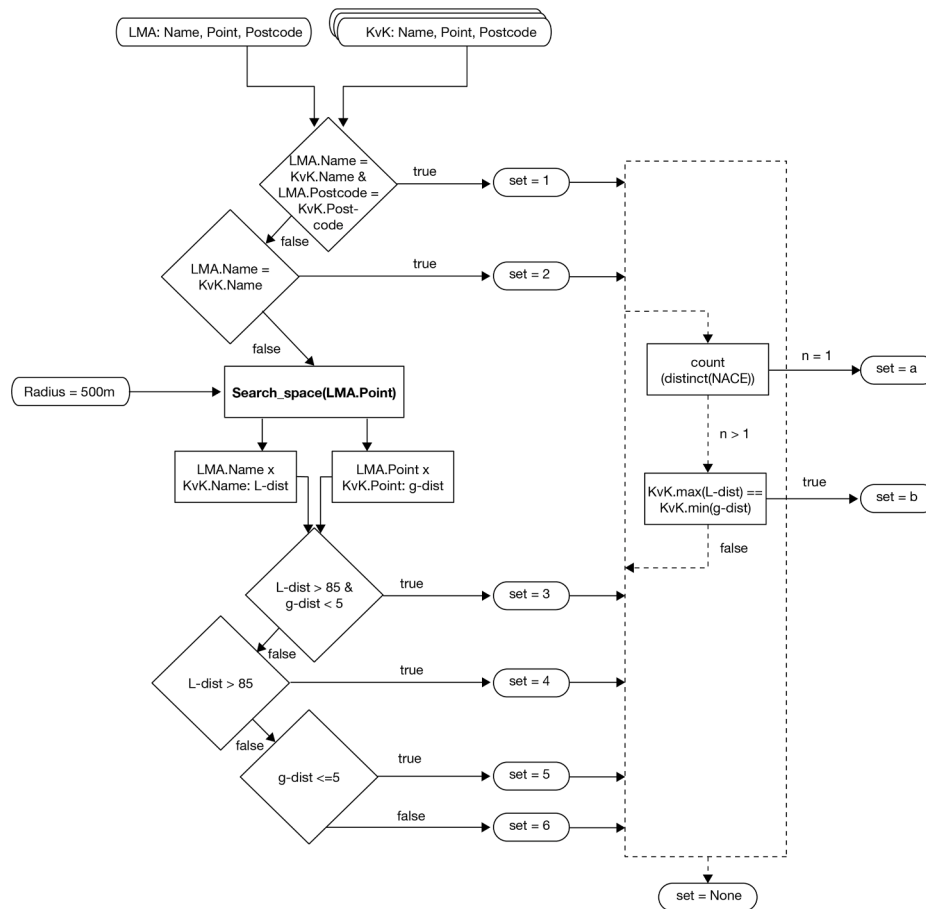 LMA: Name, Point, Postcode
KvK: Name, Point, Postcode
LMA.Name =
KvK.Name &
LMA.Postcode =
KvK.Post-
code
true
set = 1
false
LMA.Name =
KvK.Name
true
set = 2
false
count
(distinct(NACE))
n = 1
set = a
Radius = 500m
Search_space(LMA.Point)
n > 1
LMA.Name x
KvK.Name: L-dist
LMA.Point x
KvK.Point: g-dist
KvK.max(L-dist) ==
KvK.min(g-dist)
true
set = b
false
L-dist > 85 &
g-dist < 5
true
set = 3
false
L-dist > 85
true
set = 4
false
g-dist <=5
true
set = 5
false
set = 6
set = None